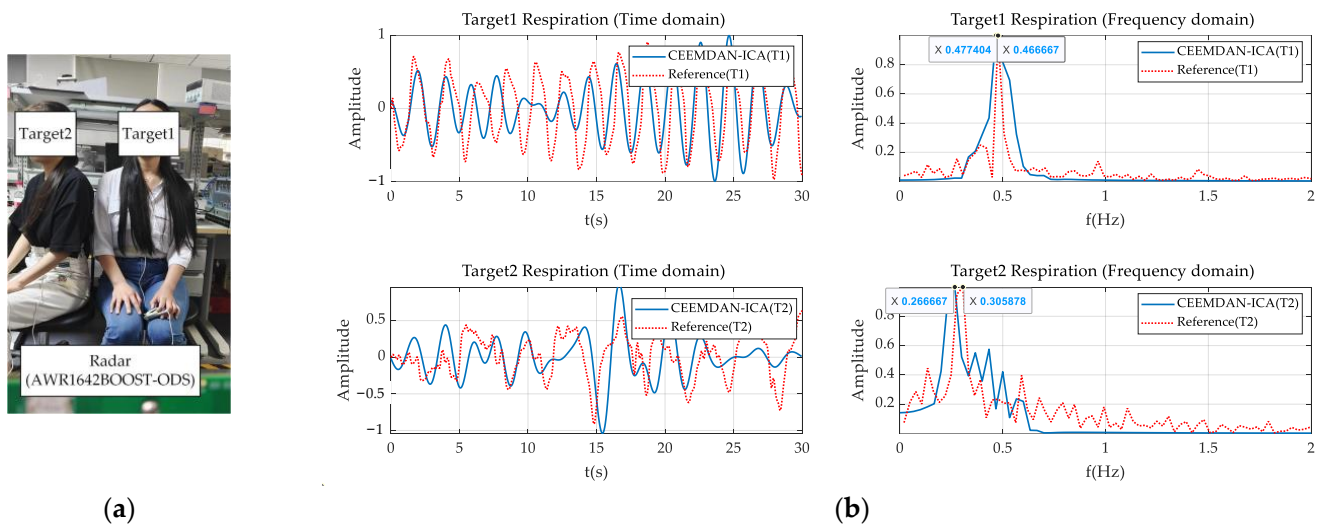 Target2
Target1
Radar
(AWR1642BOOST-ODS)
(a)
Target1 Respiration (Time domain)
CEEMDAN-ICA(T1)
Reference(T1)
Amplitude
1
0
−1
0 5 10 15 20 25 30
t(s)
Target1 Respiration (Frequency domain)
X 0.477404 X 0.466667
CEEMDAN-ICA(T1)
Reference(T1)
Amplitude
0.8
0.6
0.4
0.2
0 0.5 1 1.5 2
f(Hz)
Target2 Respiration (Time domain)
CEEMDAN-ICA(T2)
Reference(T2)
Amplitude
0.5
0
−0.5
−1
0 5 10 15 20 25 30
t(s)
Target2 Respiration (Frequency domain)
X 0.266667 X 0.305878
CEEMDAN-ICA(T2)
Reference(T2)
Amplitude
0.8
0.6
0.4
0.2
0 0.5 1 1.5 2
f(Hz)
(b)